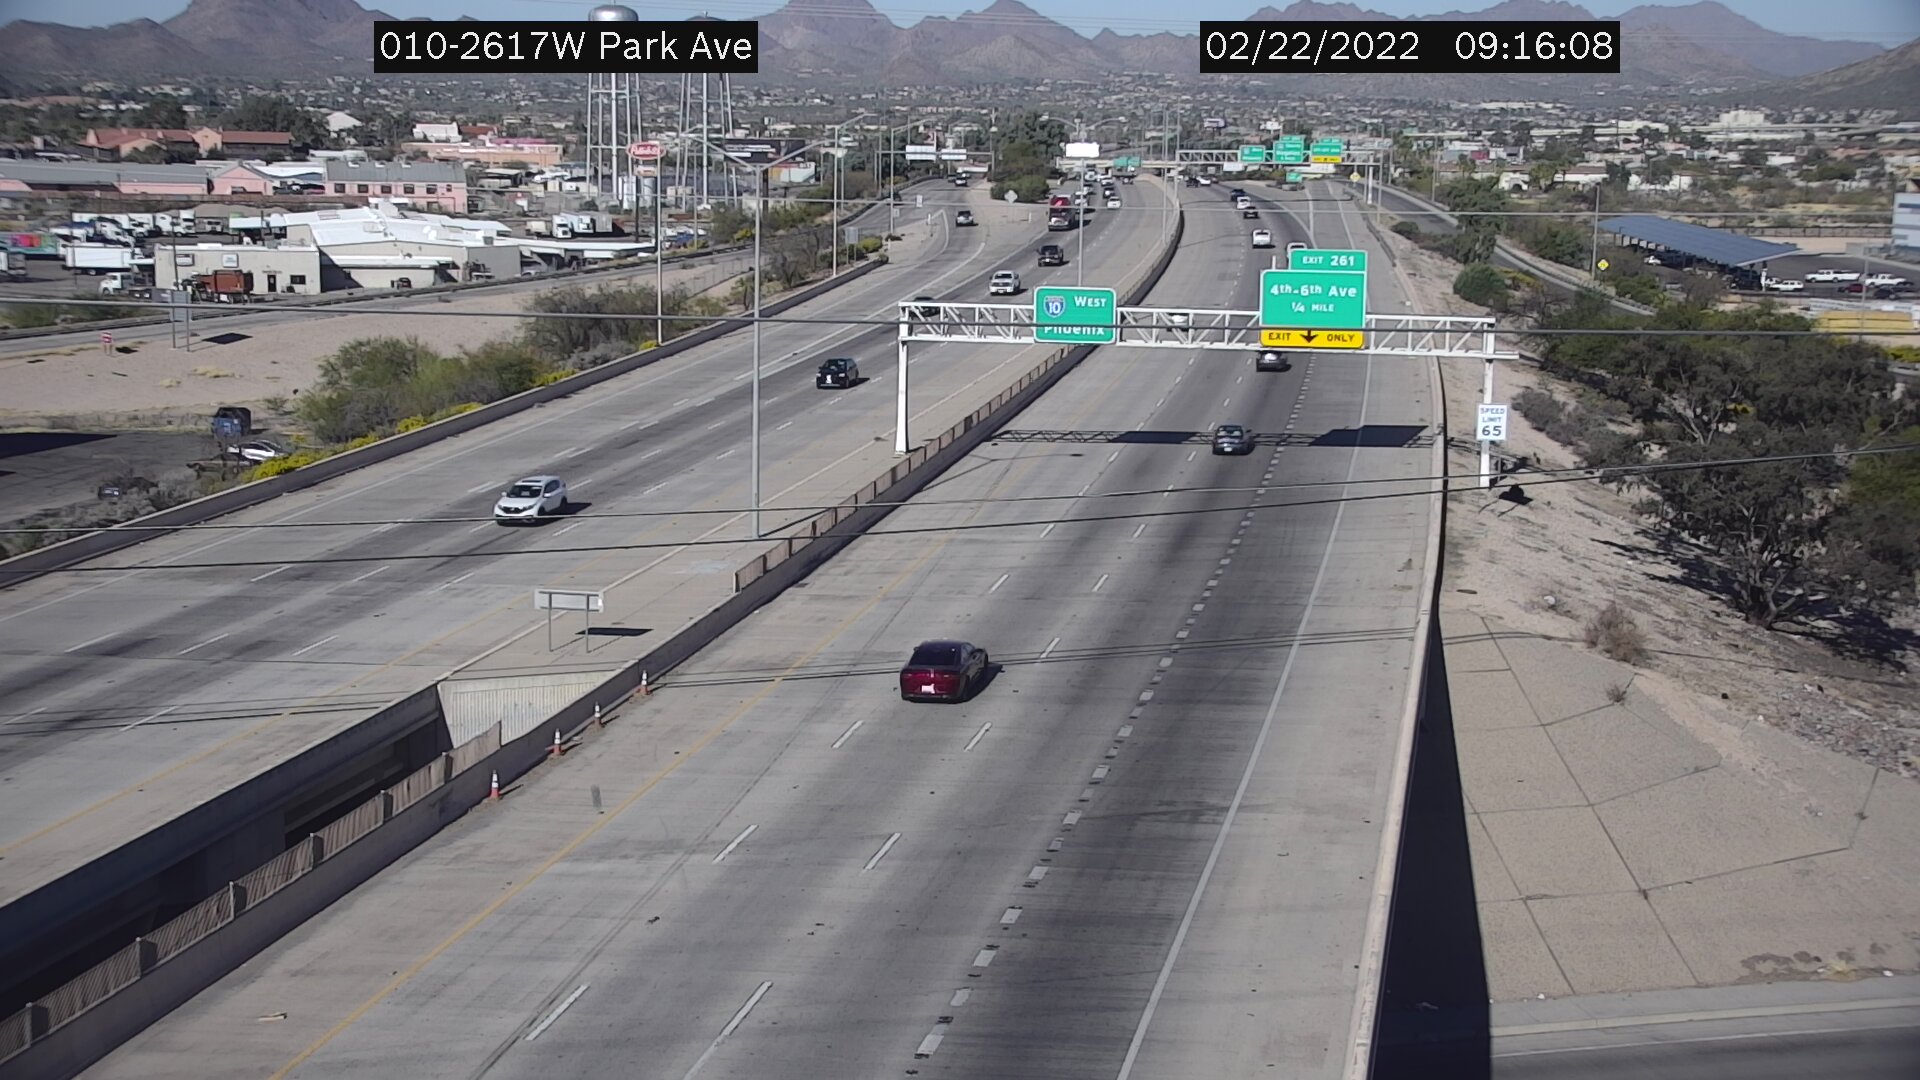 010-2617W Park Ave
02/22/2022 09:16:08
EXIT 261
4th-6th Ave
1/4 MILE
EXIT ONLY
10
WEST
Phoenix
SPEED
LIMIT
65